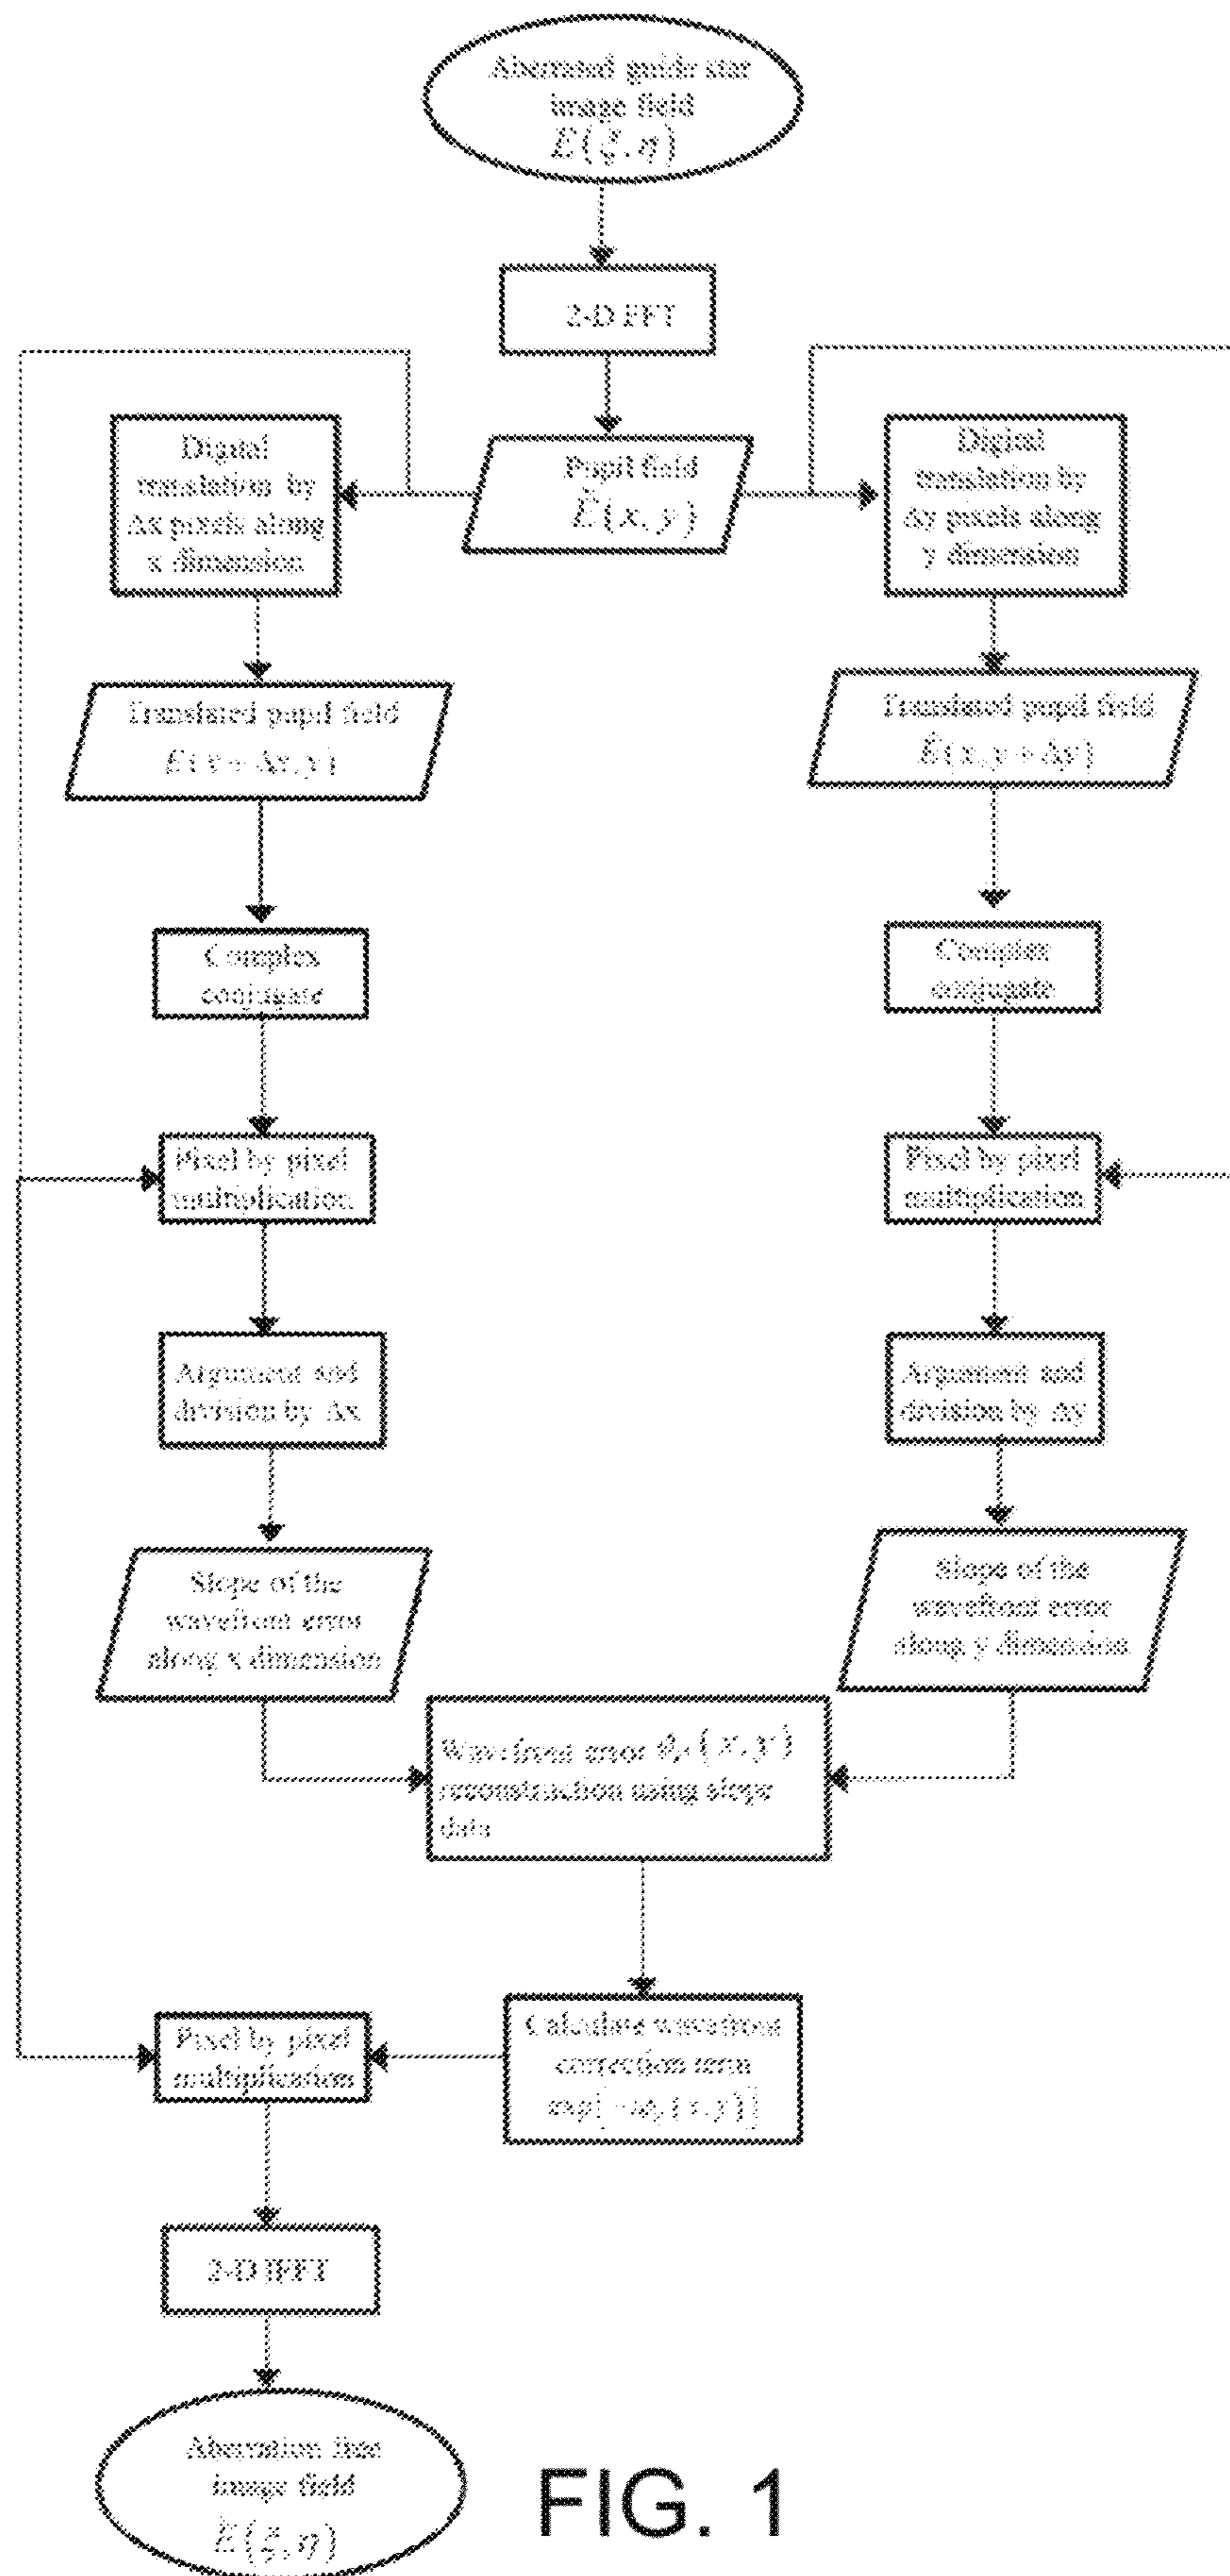 Aberrated guide star
image field
E(ξ, η)
2-D FFT
Digital
translation by
Δx pixels along
x dimension
Pupil field
Ê(x, y)
Digital
translation by
Δy pixels along
y dimension
Translated pupil field
Ê(x + Δx, y)
Translated pupil field
Ê(x, y + Δy)
Complex
conjugate
Complex
conjugate
Pixel by pixel
multiplication
Pixel by pixel
multiplication
Argument and
division by Δx
Argument and
division by Δy
Slope of the
wavefront error
along x dimension
Slope of the
wavefront error
along y dimension
Wavefront error (x, y)
reconstruction using slope
data
Pixel by pixel
multiplication
Calculate wavefront
correction term
exp[ (x, y)]
2-D IFFT
Aberration free
image field
(ξ, η)
FIG. 1